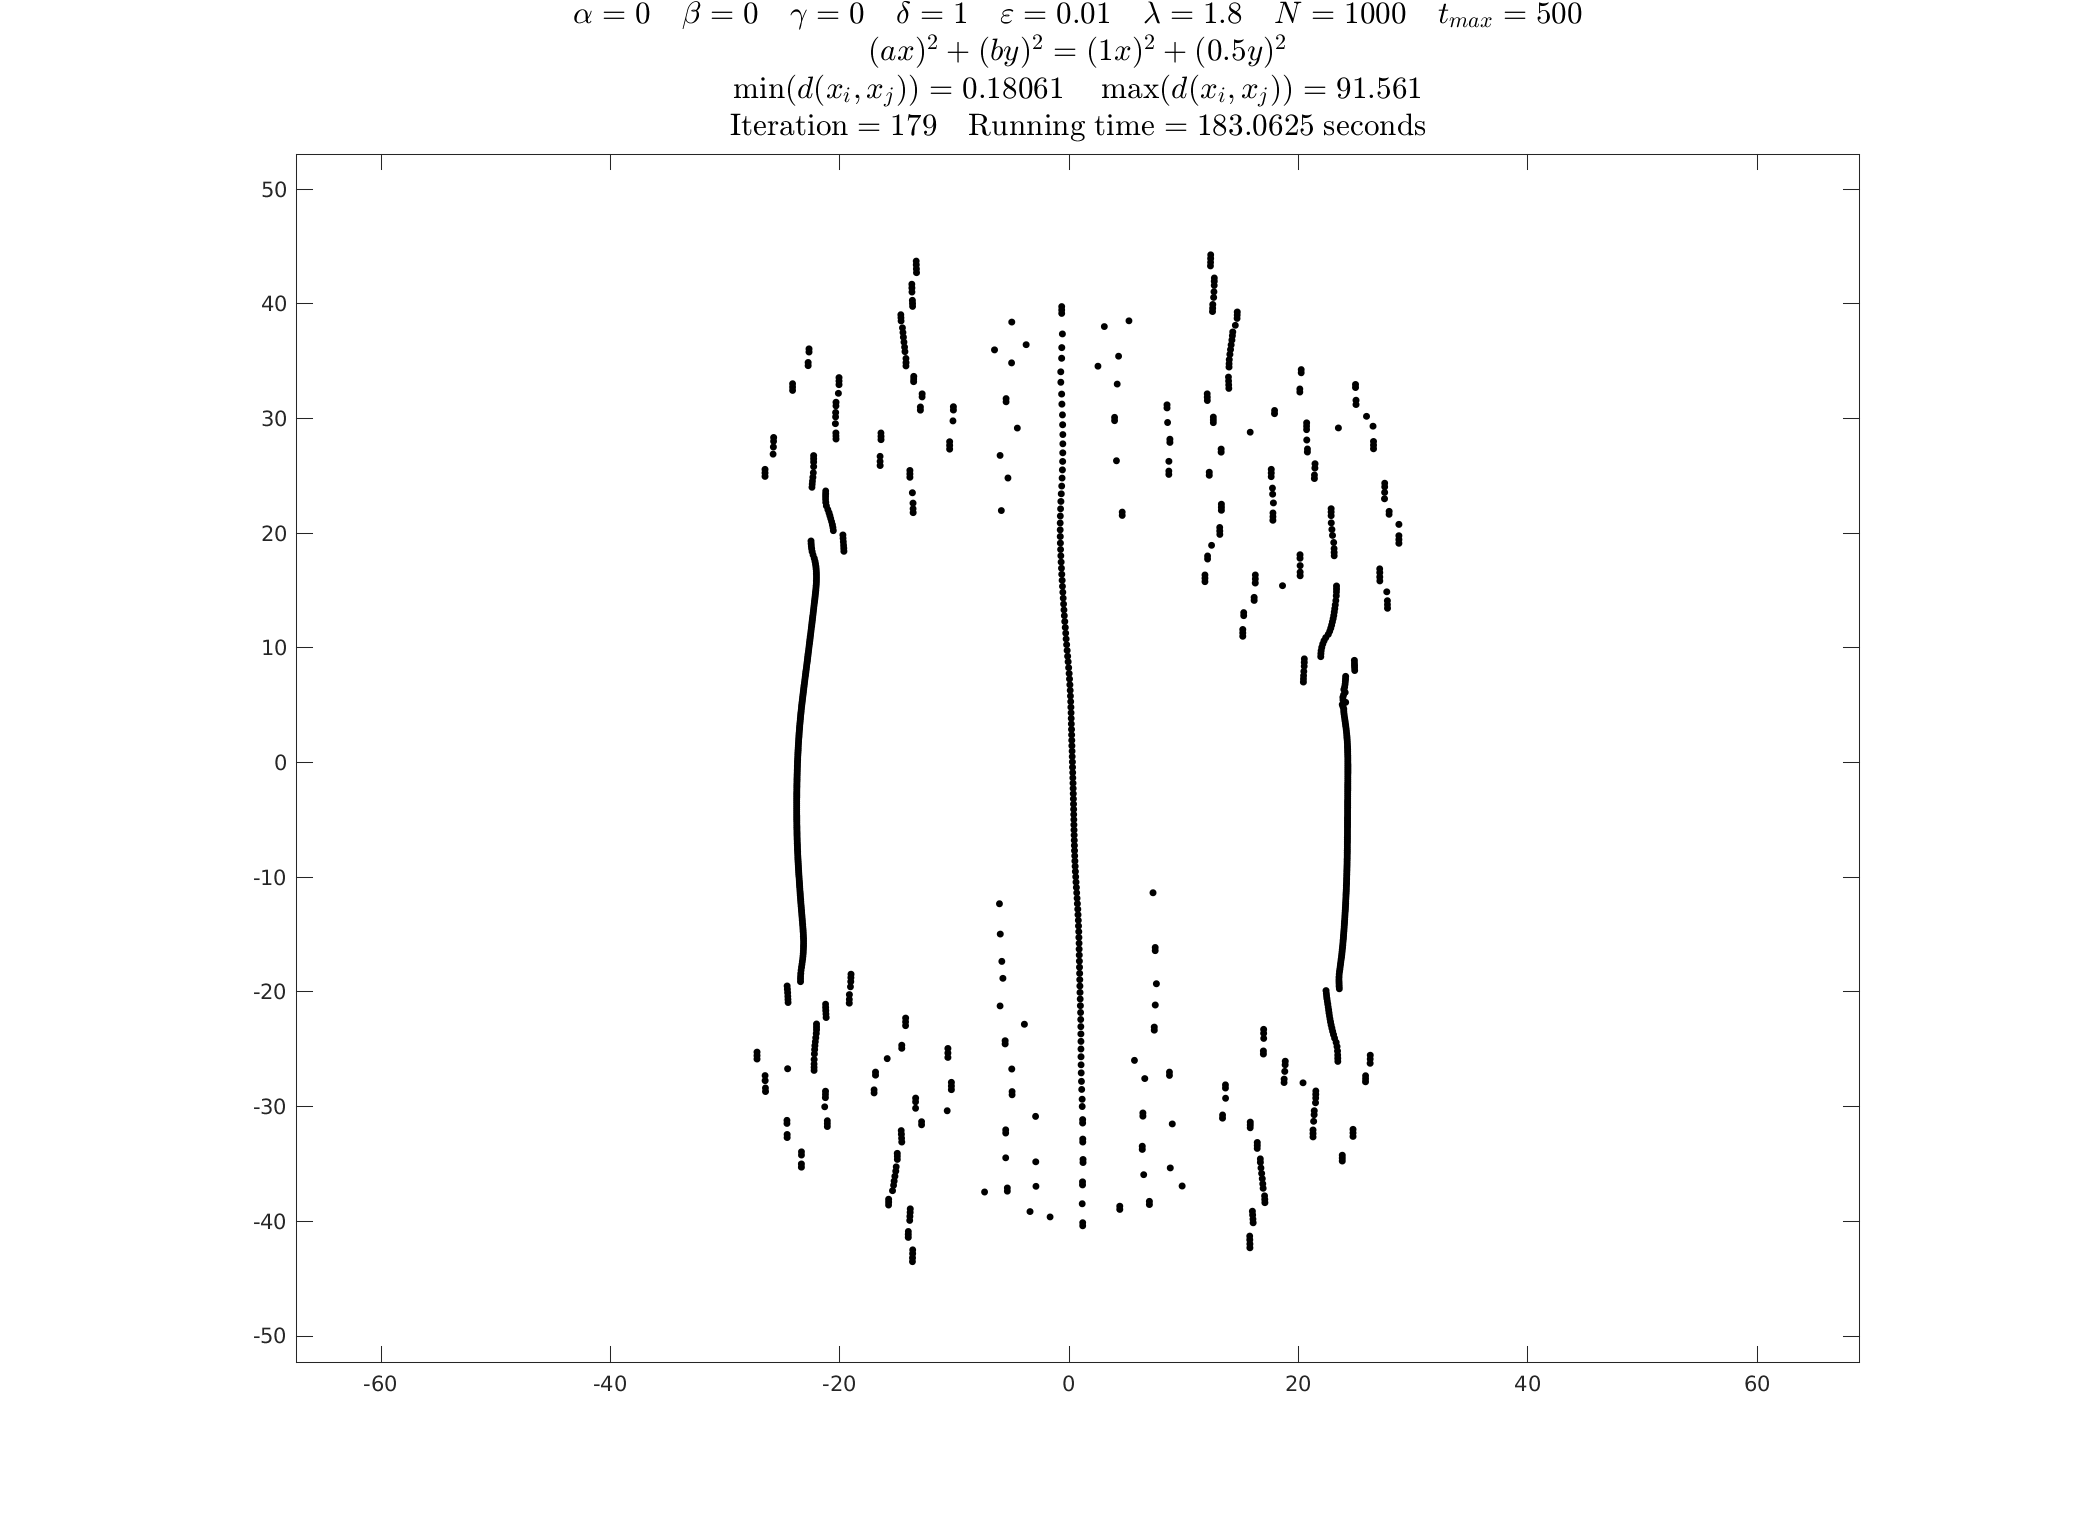 α = 0 β = 0 γ = 0 δ = 1 ε = 0.01 λ = 1.8 N = 1000 t_{max} = 500
(ax)² + (by)² = (1x)² + (0.5y)²
min(d(x_i, x_j)) = 0.18061 max(d(x_i, x_j)) = 91.561
Iteration = 179 Running time = 183.0625 seconds
50
40
30
20
10
0
-10
-20
-30
-40
-50
-60 -40 -20 0 20 40 60